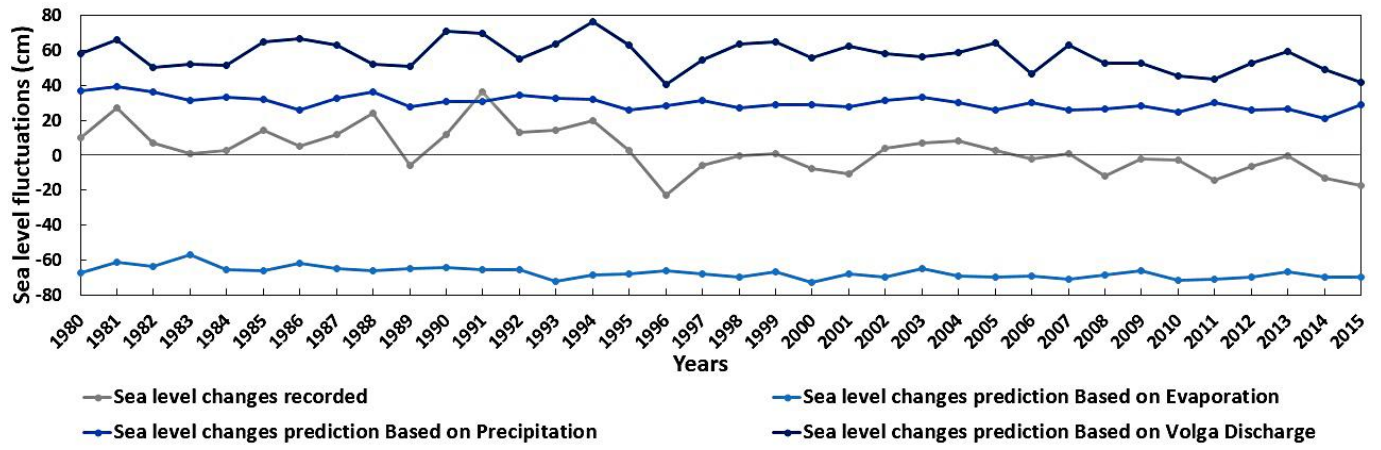 Sea level fluctuations (cm)
80
60
40
20
0
-20
-40
-60
-80
1980 1981 1982 1983 1984 1985 1986 1987 1988 1989 1990 1991 1992 1993 1994 1995 1996 1997 1998 1999 2000 2001 2002 2003 2004 2005 2006 2007 2008 2009 2010 2011 2012 2013 2014 2015
Years
Sea level changes recorded
Sea level changes prediction Based on Evaporation
Sea level changes prediction Based on Precipitation
Sea level changes prediction Based on Volga Discharge